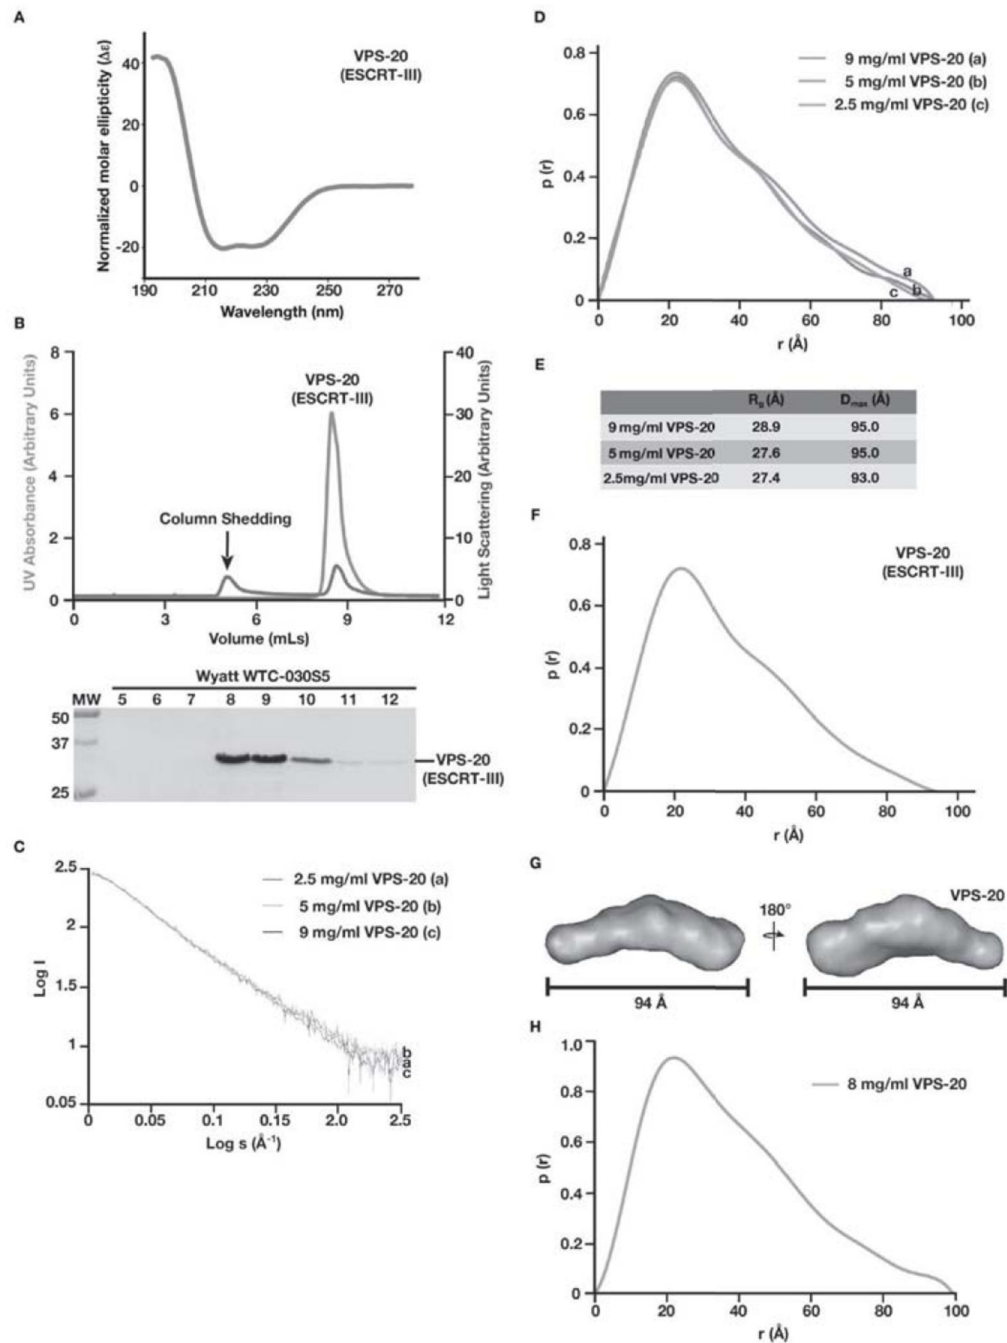 A
VPS-20
(ESCRT-III)
Normalized molar ellipticity (Δε)
40
20
0
-20
190 210 230 250 270
Wavelength (nm)
B
UV Absorbance (Arbitrary Units)
8
6
4
2
0
VPS-20
(ESCRT-III)
Column Shedding
40
30
20
10
0
Light Scattering (Arbitrary Units)
0 3 6 9 12
Volume (mLs)
Wyatt WTC-030S5
MW 5 6 7 8 9 10 11 12
50
37
25
VPS-20
(ESCRT-III)
C
Log I
2.5
2
1.5
1
0.05
2.5 mg/ml VPS-20 (a)
5 mg/ml VPS-20 (b)
9 mg/ml VPS-20 (c)
b
a
c
0 0.05 0.1 0.15 2.0 2.5
Log s (Å-1)
D
p (r)
0.8
0.6
0.4
0.2
0
9 mg/ml VPS-20 (a)
5 mg/ml VPS-20 (b)
2.5 mg/ml VPS-20 (c)
a
c b
0 20 40 60 80 100
r (Å)
E
Rg (Å) Dmax (Å)
9 mg/ml VPS-20 28.9 95.0
5 mg/ml VPS-20 27.6 95.0
2.5mg/ml VPS-20 27.4 93.0
F
VPS-20
(ESCRT-III)
p (r)
0.8
0.6
0.4
0.2
0
0 20 40 60 80 100
r (Å)
G
VPS-20
180°
94 Å 94 Å
H
p (r)
1.0
0.8
0.6
0.4
0.2
0
8 mg/ml VPS-20
0 20 40 60 80 100
r (Å)